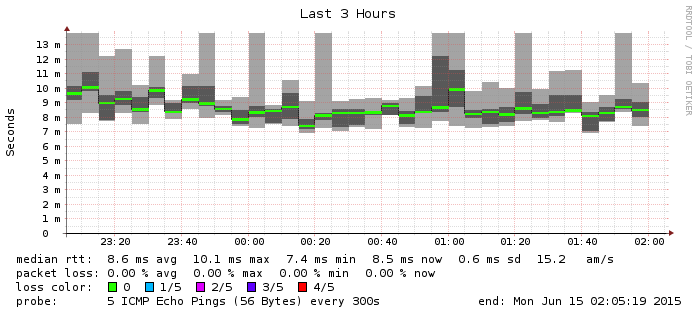 Last 3 Hours
RRDTOOL / TOBI OETIKER
Seconds
13 m
12 m
11 m
10 m
9 m
8 m
7 m
6 m
5 m
4 m
3 m
2 m
1 m
0
23:20 23:40 00:00 00:20 00:40 01:00 01:20 01:40 02:00
median rtt: 8.6 ms avg 10.1 ms max 7.4 ms min 8.5 ms now 0.6 ms sd 15.2 am/s
packet loss: 0.00 % avg 0.00 % max 0.00 % min 0.00 % now
loss color: 0 1/5 2/5 3/5 4/5
probe: 5 ICMP Echo Pings (56 Bytes) every 300s end: Mon Jun 15 02:05:19 2015